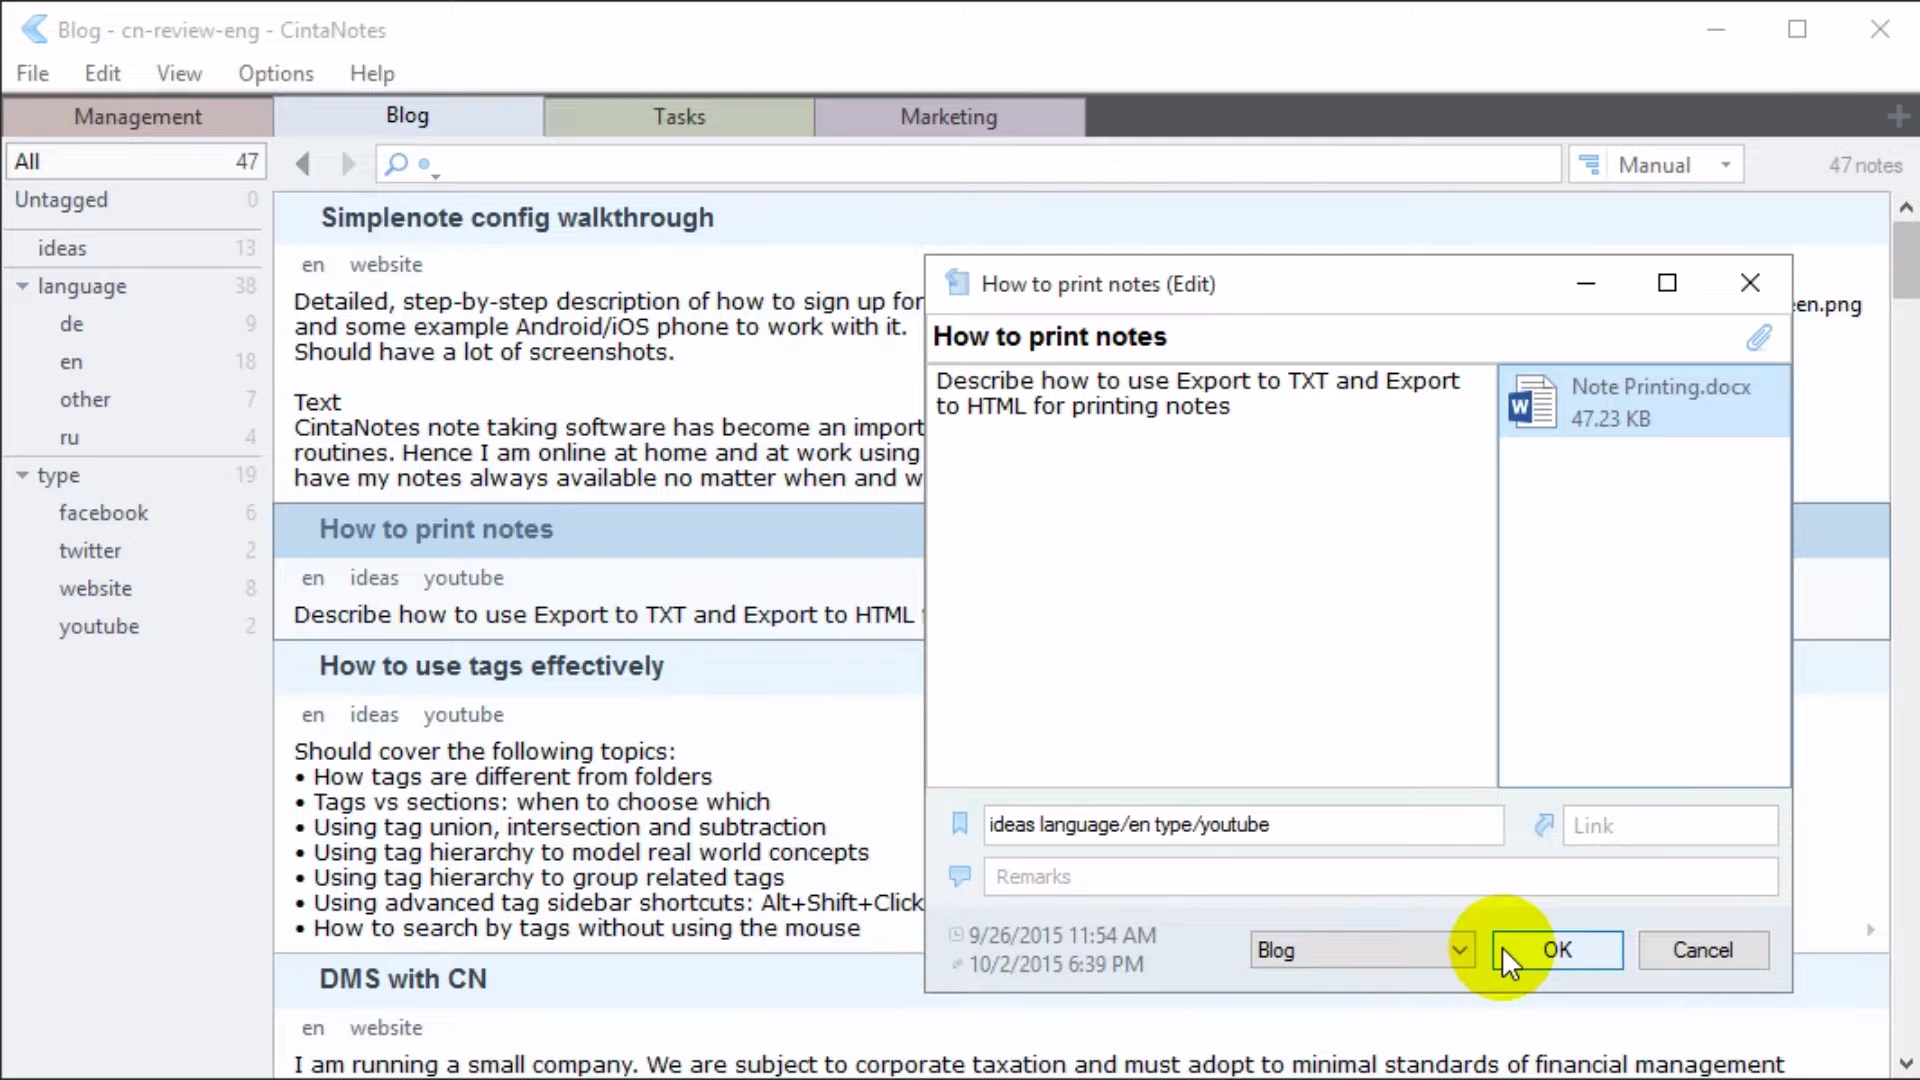 Blog - cn-review-eng - CintaNotes
File Edit View Options Help
Management Blog Tasks Marketing
All 47
Manual
47 notes
Untagged 0
ideas 13
language 38
de 9
en 18
other 7
ru 4
type 19
facebook 6
twitter 2
website 8
youtube 2
Simplenote config walkthrough
en website
Detailed, step-by-step description of how to sign up for
and some example Android/iOS phone to work with it.
Should have a lot of screenshots.
Text
CintaNotes note taking software has become an import
routines. Hence I am online at home and at work using
have my notes always available no matter when and w
en.png
How to print notes
en ideas youtube
Describe how to use Export to TXT and Export to HTML
How to use tags effectively
en ideas youtube
Should cover the following topics:
• How tags are different from folders
• Tags vs sections: when to choose which
• Using tag union, intersection and subtraction
• Using tag hierarchy to model real world concepts
• Using tag hierarchy to group related tags
• Using advanced tag sidebar shortcuts: Alt+Shift+Click
• How to search by tags without using the mouse
DMS with CN
en website
I am running a small company. We are subject to corporate taxation and must adopt to minimal standards of financial management
How to print notes (Edit)
How to print notes
Describe how to use Export to TXT and Export
to HTML for printing notes
W
Note Printing.docx
47.23 KB
ideas language/en type/youtube
Link
Remarks
9/26/2015 11:54 AM
10/2/2015 6:39 PM
Blog
OK
Cancel